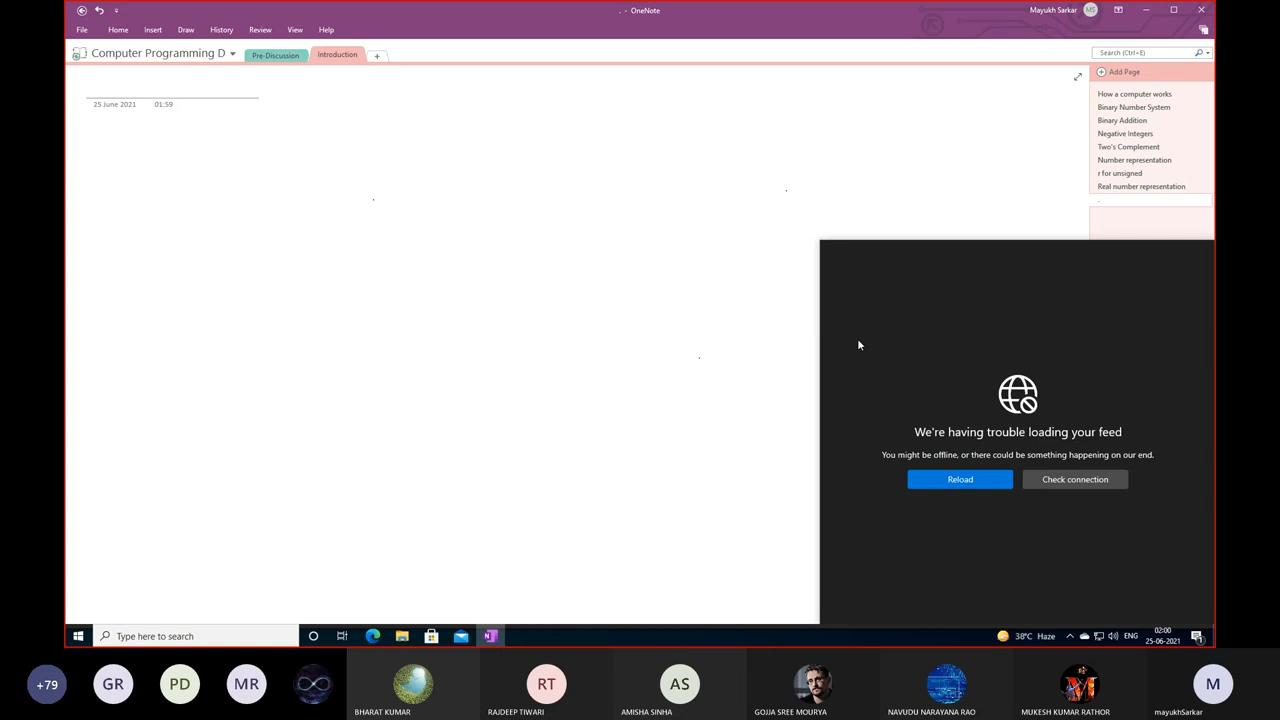 . - OneNote
Mayukh Sarkar
MS
File
Home
Insert
Draw
History
Review
View
Help
Computer Programming D
Pre-Discussion
Introduction
+
Search (Ctrl+E)
Add Page
25 June 2021
01:59
How a computer works
Binary Number System
Binary Addition
Negative Integers
Two's Complement
Number representation
r for unsigned
Real number representation
.
We're having trouble loading your feed
You might be offline, or there could be something happening on our end.
Reload
Check connection
Type here to search
38°C Haze
ENG
02:00
25-06-2021
+79
GR
PD
MR
BHARAT KUMAR
RT
RAJDEEP TIWARI
AS
AMISHA SINHA
GOJJA SREE MOURYA
NAVUDU NARAYANA RAO
MUKESH KUMAR RATHOR
M
mayukhSarkar